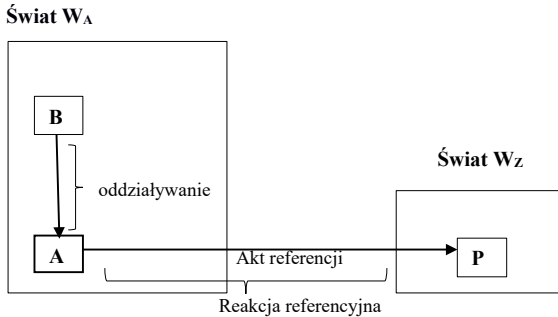 Świat WA
B
Świat WZ
oddziaływanie
A
Akt referencji
P
Reakcja referencyjna